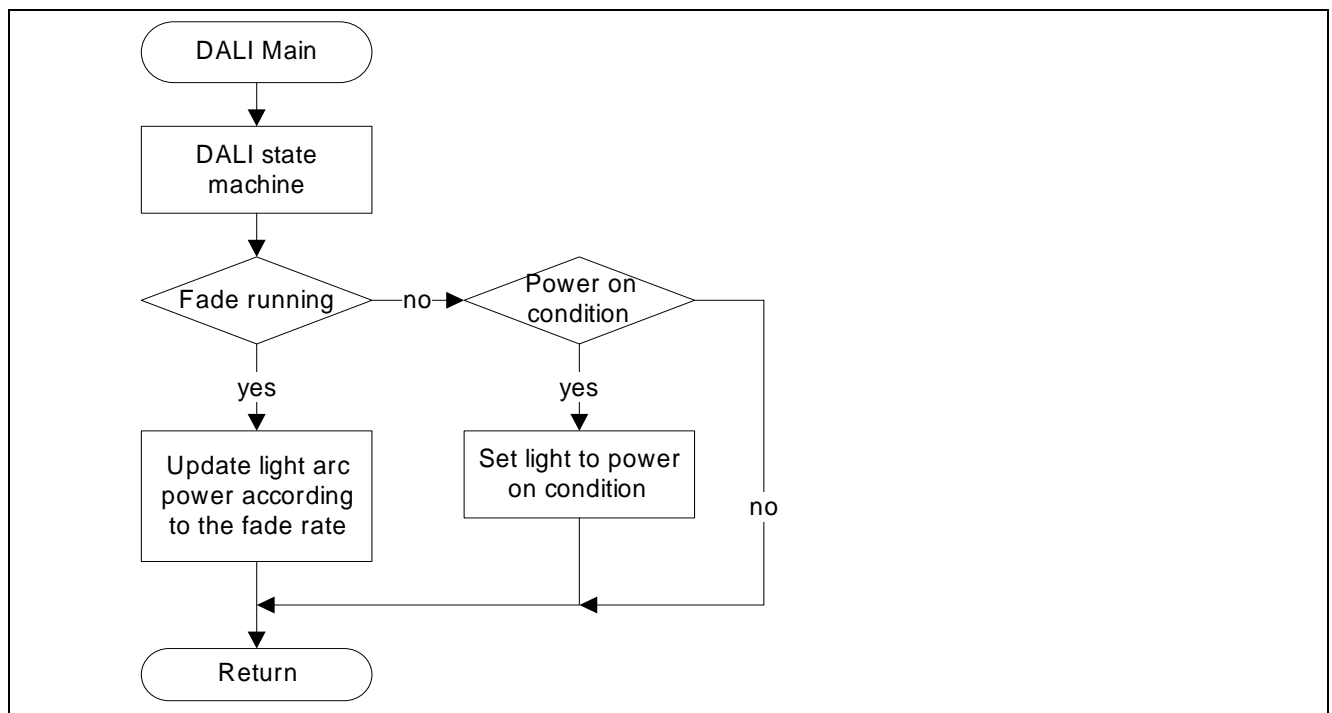 DALI Main
DALI state
machine
Fade running
no
Power on
condition
yes
yes
Update light arc
power according
to the fade rate
Set light to power
on condition
no
Return